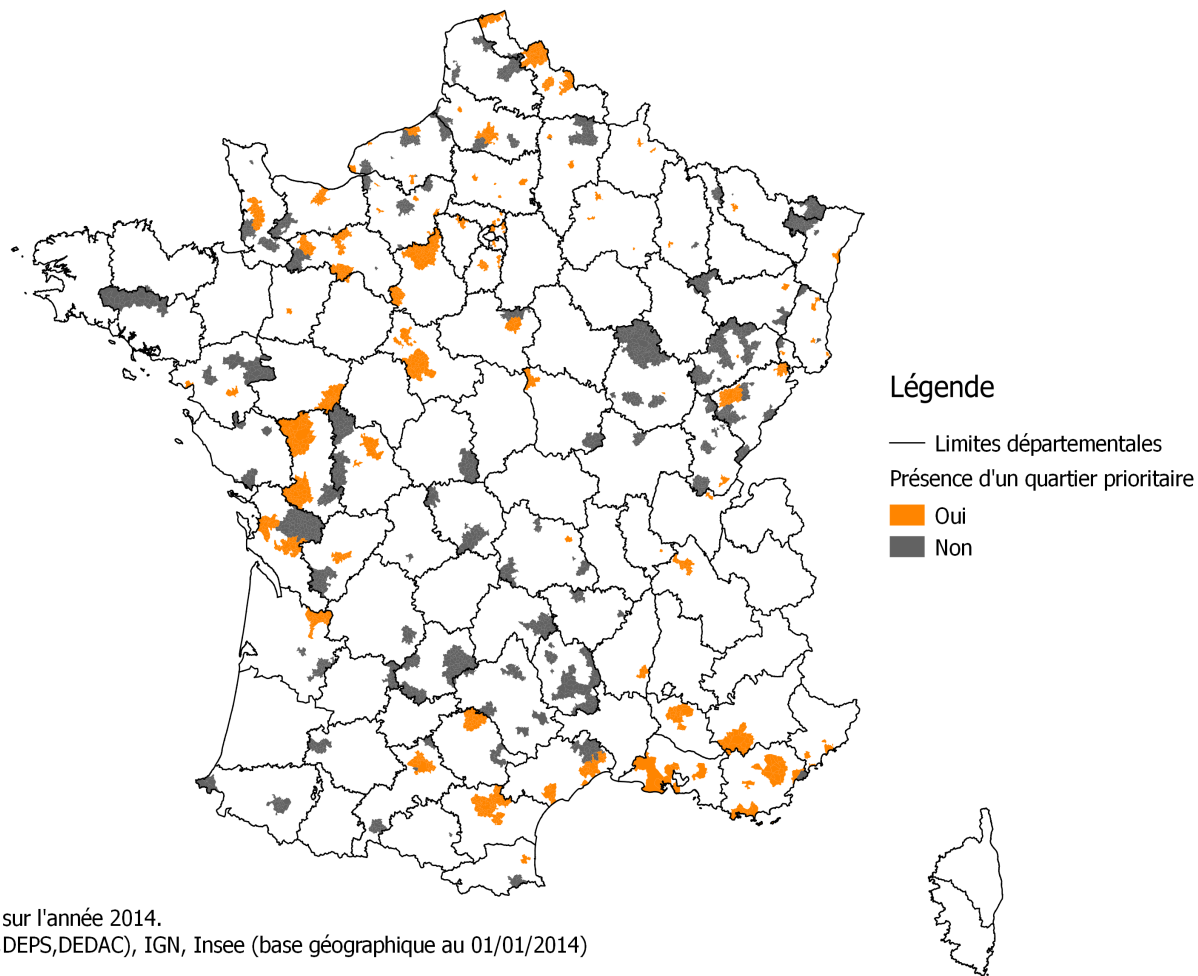 Légende
Limites départementales
Présence d'un quartier prioritaire
Oui
Non
sur l'année 2014.
DEPS,DEDAC), IGN, Insee (base géographique au 01/01/2014)